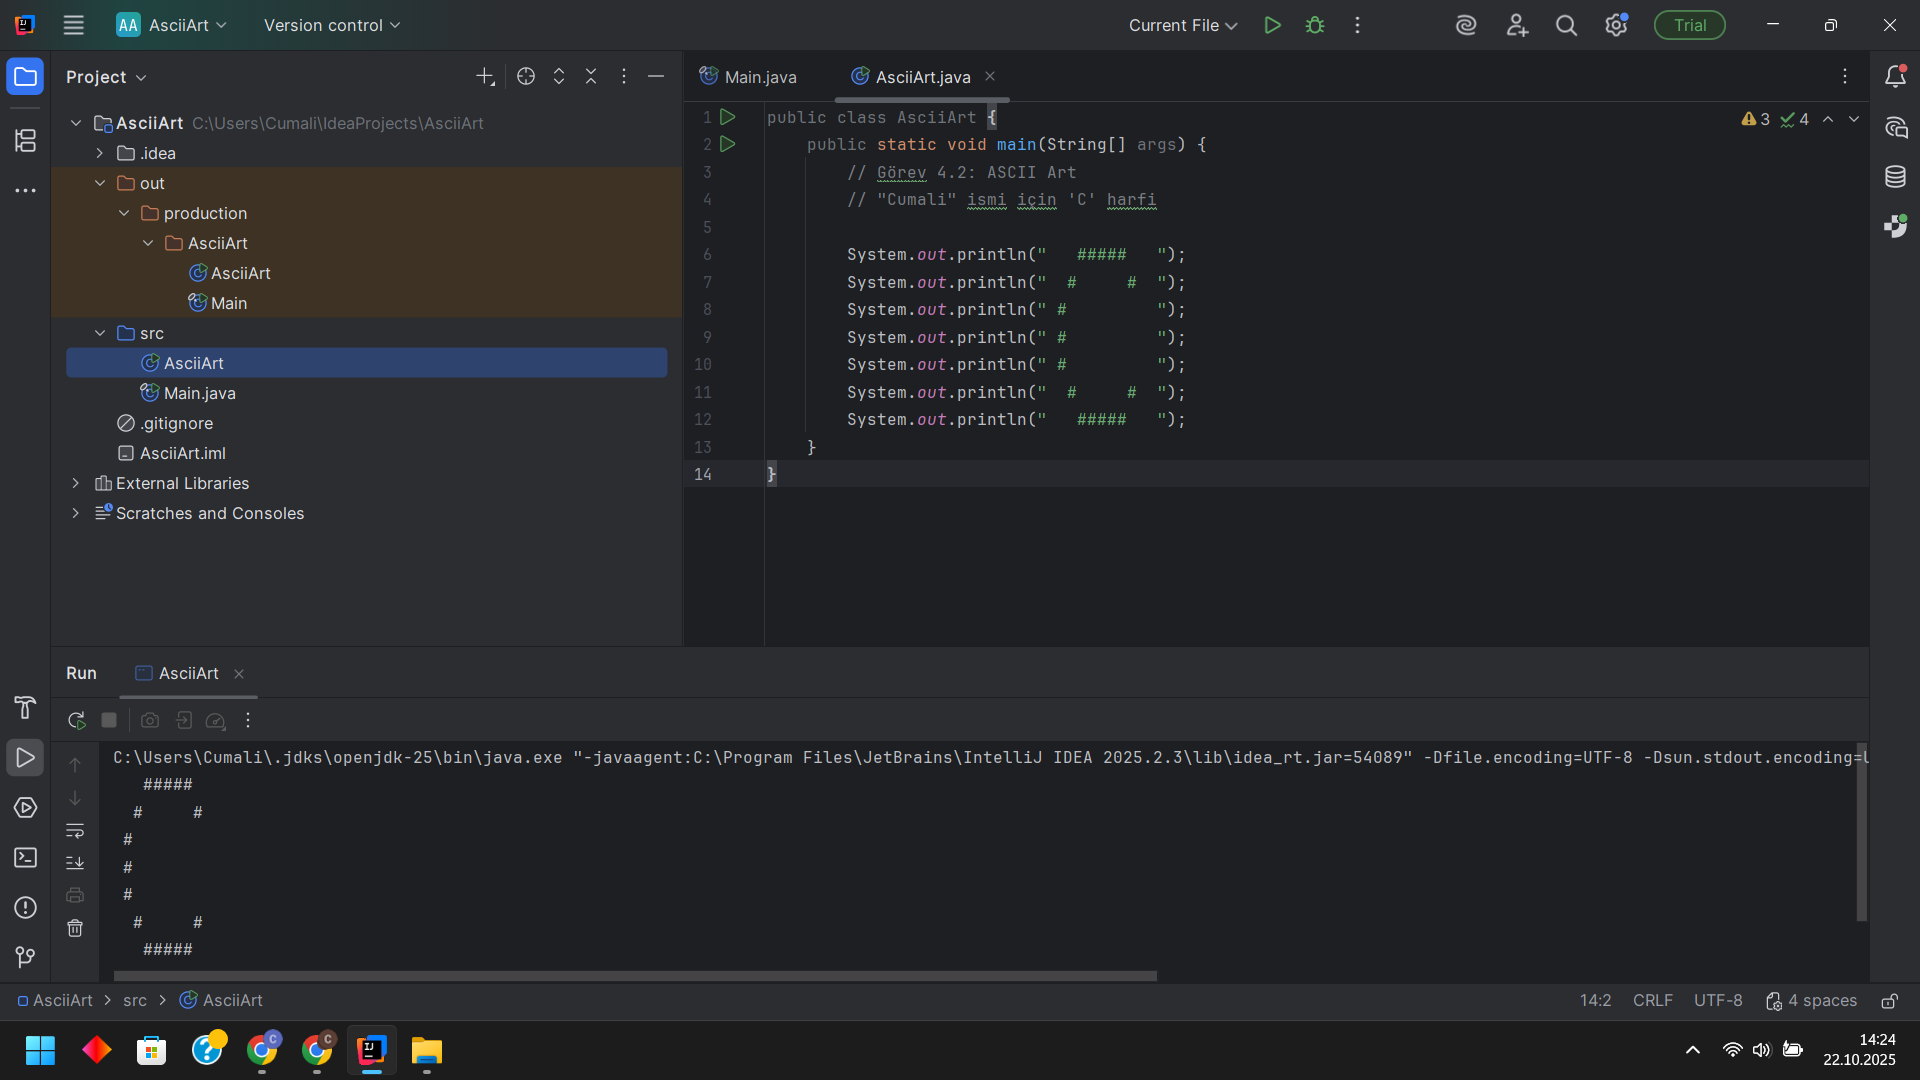 AA AsciiArt Version control Current File Trial
Project
Main.java AsciiArt.java
AsciiArt C:\Users\Cumali\IdeaProjects\AsciiArt
.idea
out
production
AsciiArt
AsciiArt
Main
src
AsciiArt
Main.java
.gitignore
AsciiArt.iml
External Libraries
Scratches and Consoles
3 4
1 public class AsciiArt {
2     public static void main(String[] args) {
3         // Görev 4.2: ASCII Art
4         // "Cumali" ismi için 'C' harfi
5
6         System.out.println("   #####   ");
7         System.out.println("  #     #  ");
8         System.out.println(" #         ");
9         System.out.println(" #         ");
10         System.out.println(" #         ");
11         System.out.println("  #     #  ");
12         System.out.println("   #####   ");
13     }
14 }
Run AsciiArt
C:\Users\Cumali\.jdks\openjdk-25\bin\java.exe "-javaagent:C:\Program Files\JetBrains\IntelliJ IDEA 2025.2.3\lib\idea_rt.jar=54089" -Dfile.encoding=UTF-8 -Dsun.stdout.encoding=
   #####
  #     #
 #
 #
 #
  #     #
   #####
AsciiArt > src > AsciiArt
14:2 CRLF UTF-8 4 spaces
14:24
22.10.2025